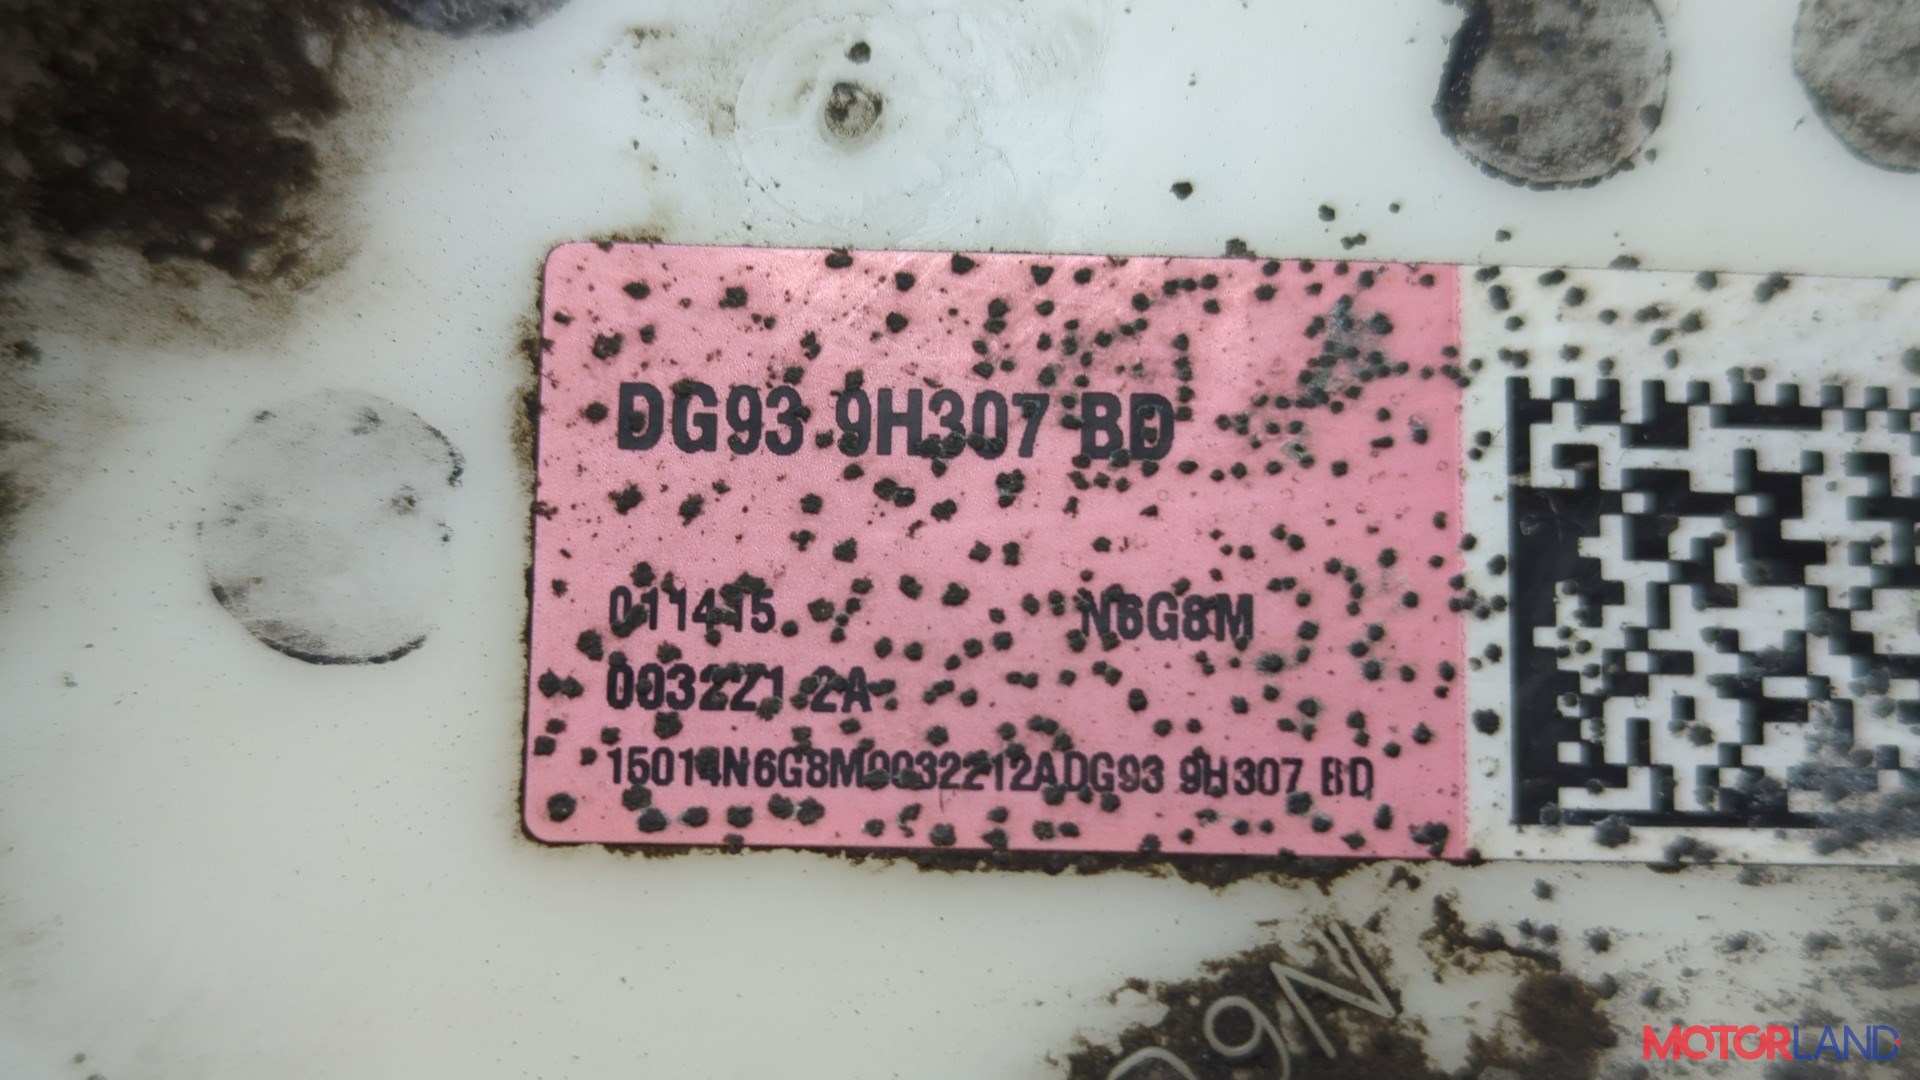 DG93 9H307 BD
011415 N6G8M
0032212A
15014N6G8M0032212ADG93 9H307 BD
MOTORLAND